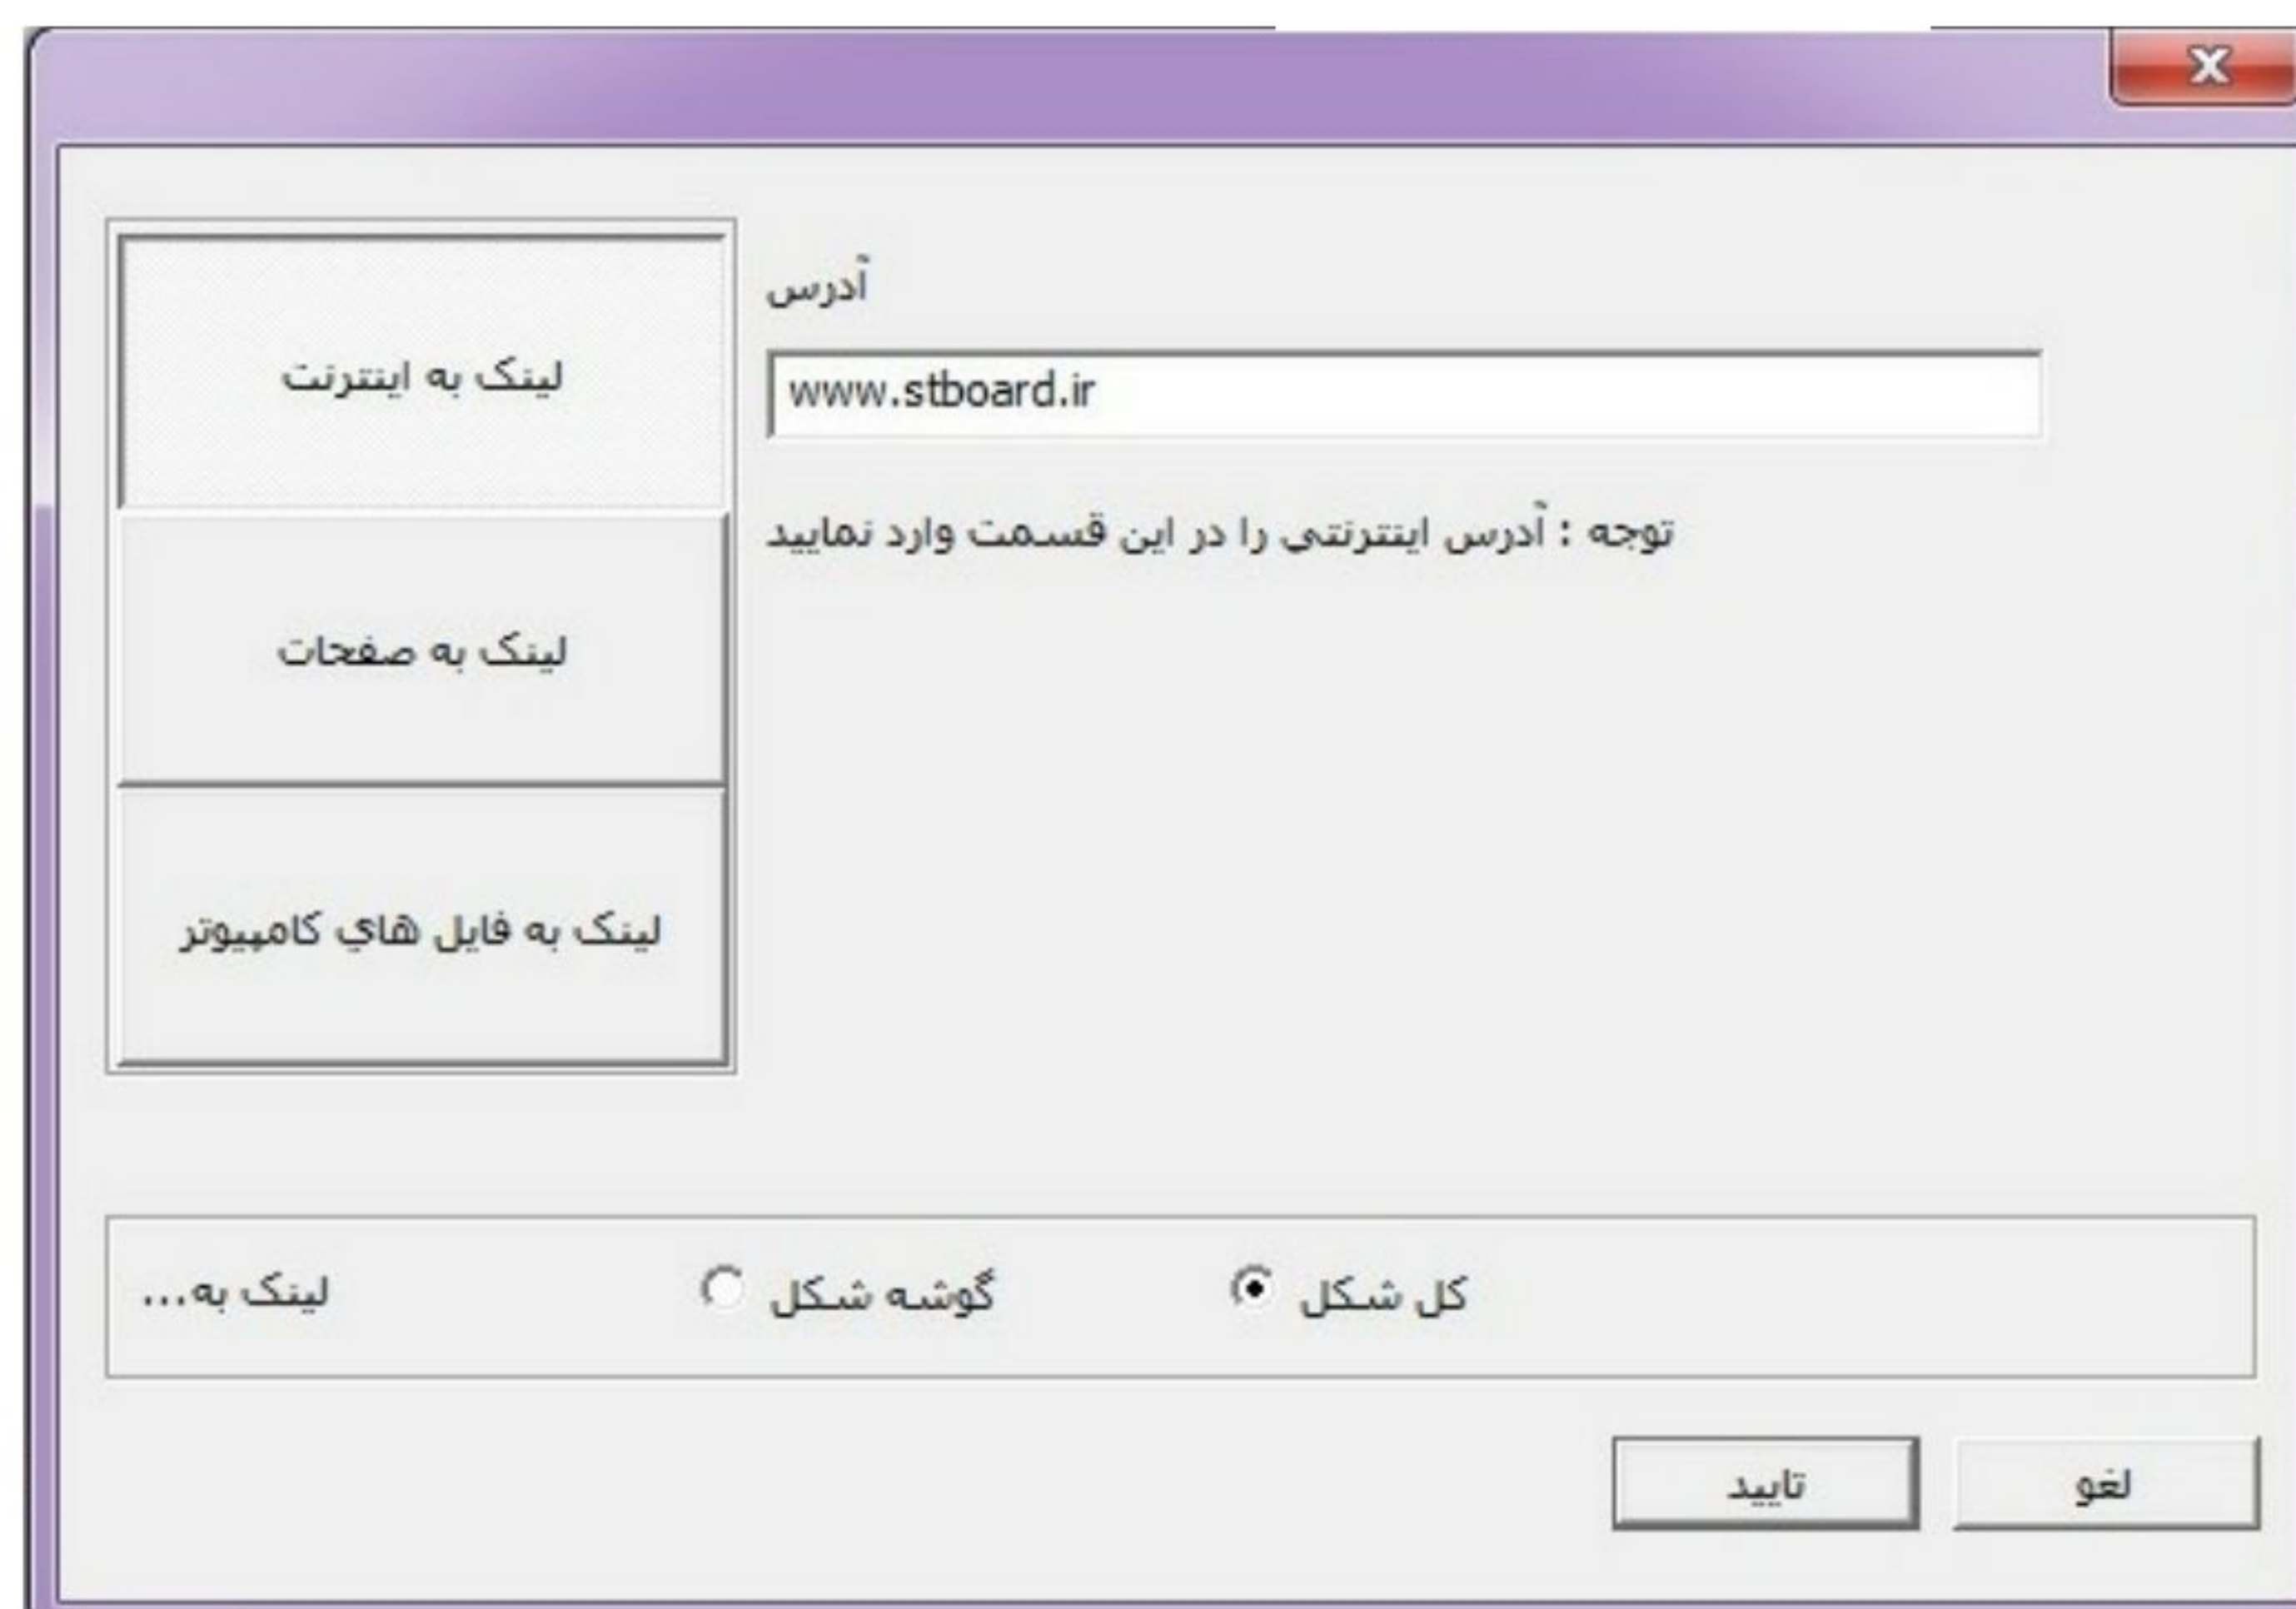 لینک به اینترنت
لینک به صفحات
لینک به فایل هاي کامپیوتر
آدرس
www.stboard.ir
توجه : آدرس اینترنتي را در این قسمت وارد نمایید
لینک به...
گوشه شکل
کل شکل
تایید
لغو